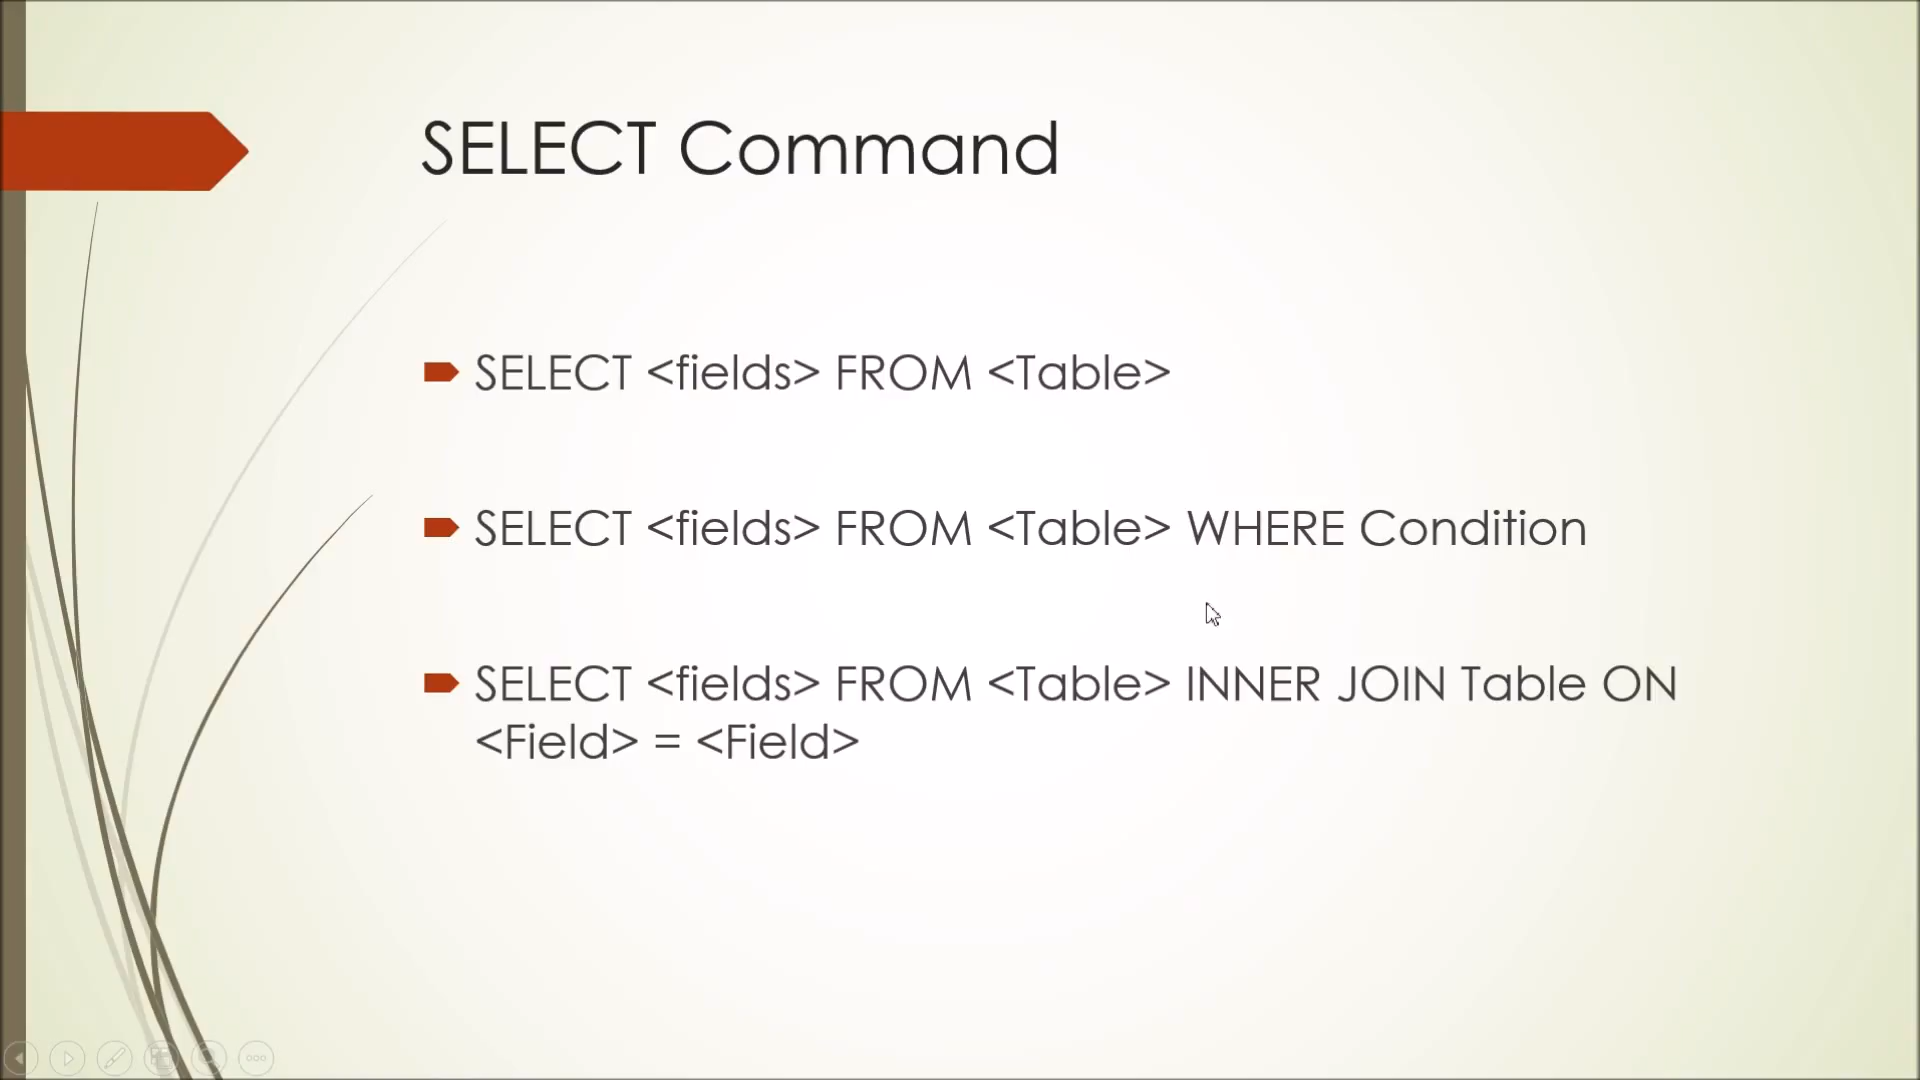 SELECT Command
SELECT <fields> FROM <Table>
SELECT <fields> FROM <Table> WHERE Condition
SELECT <fields> FROM <Table> INNER JOIN Table ON
<Field> = <Field>